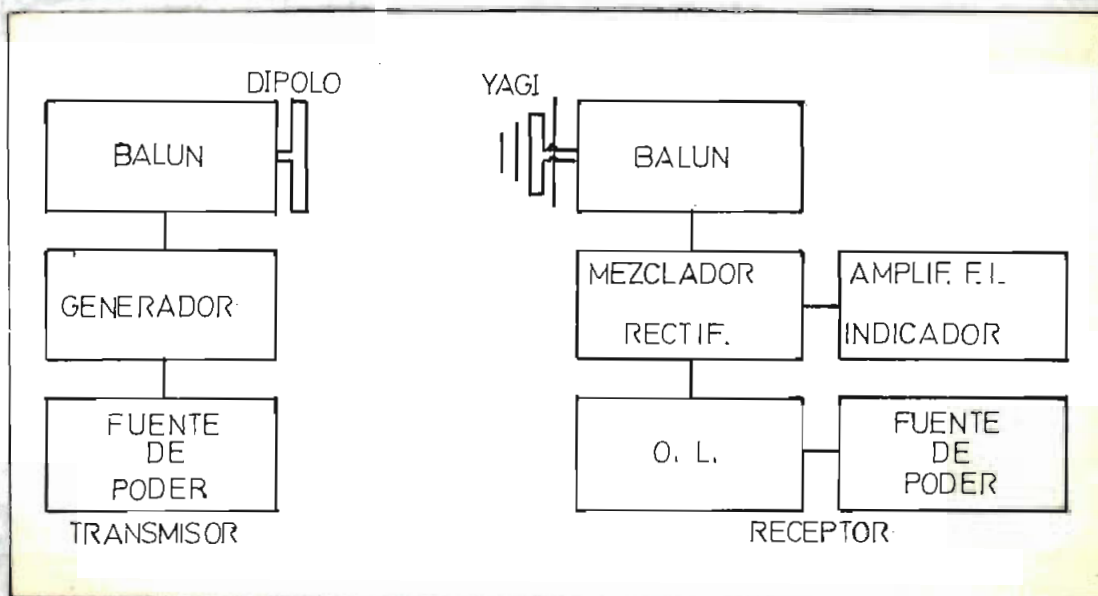 DIPOLO
BALUN
GENERADOR
FUENTE
DE
PODER
TRANSMISOR
YAGI
BALUN
MEZCLADOR
RECTIF.
AMPLIF. F.I.
INDICADOR
O. L.
FUENTE
DE
PODER
RECEPTOR